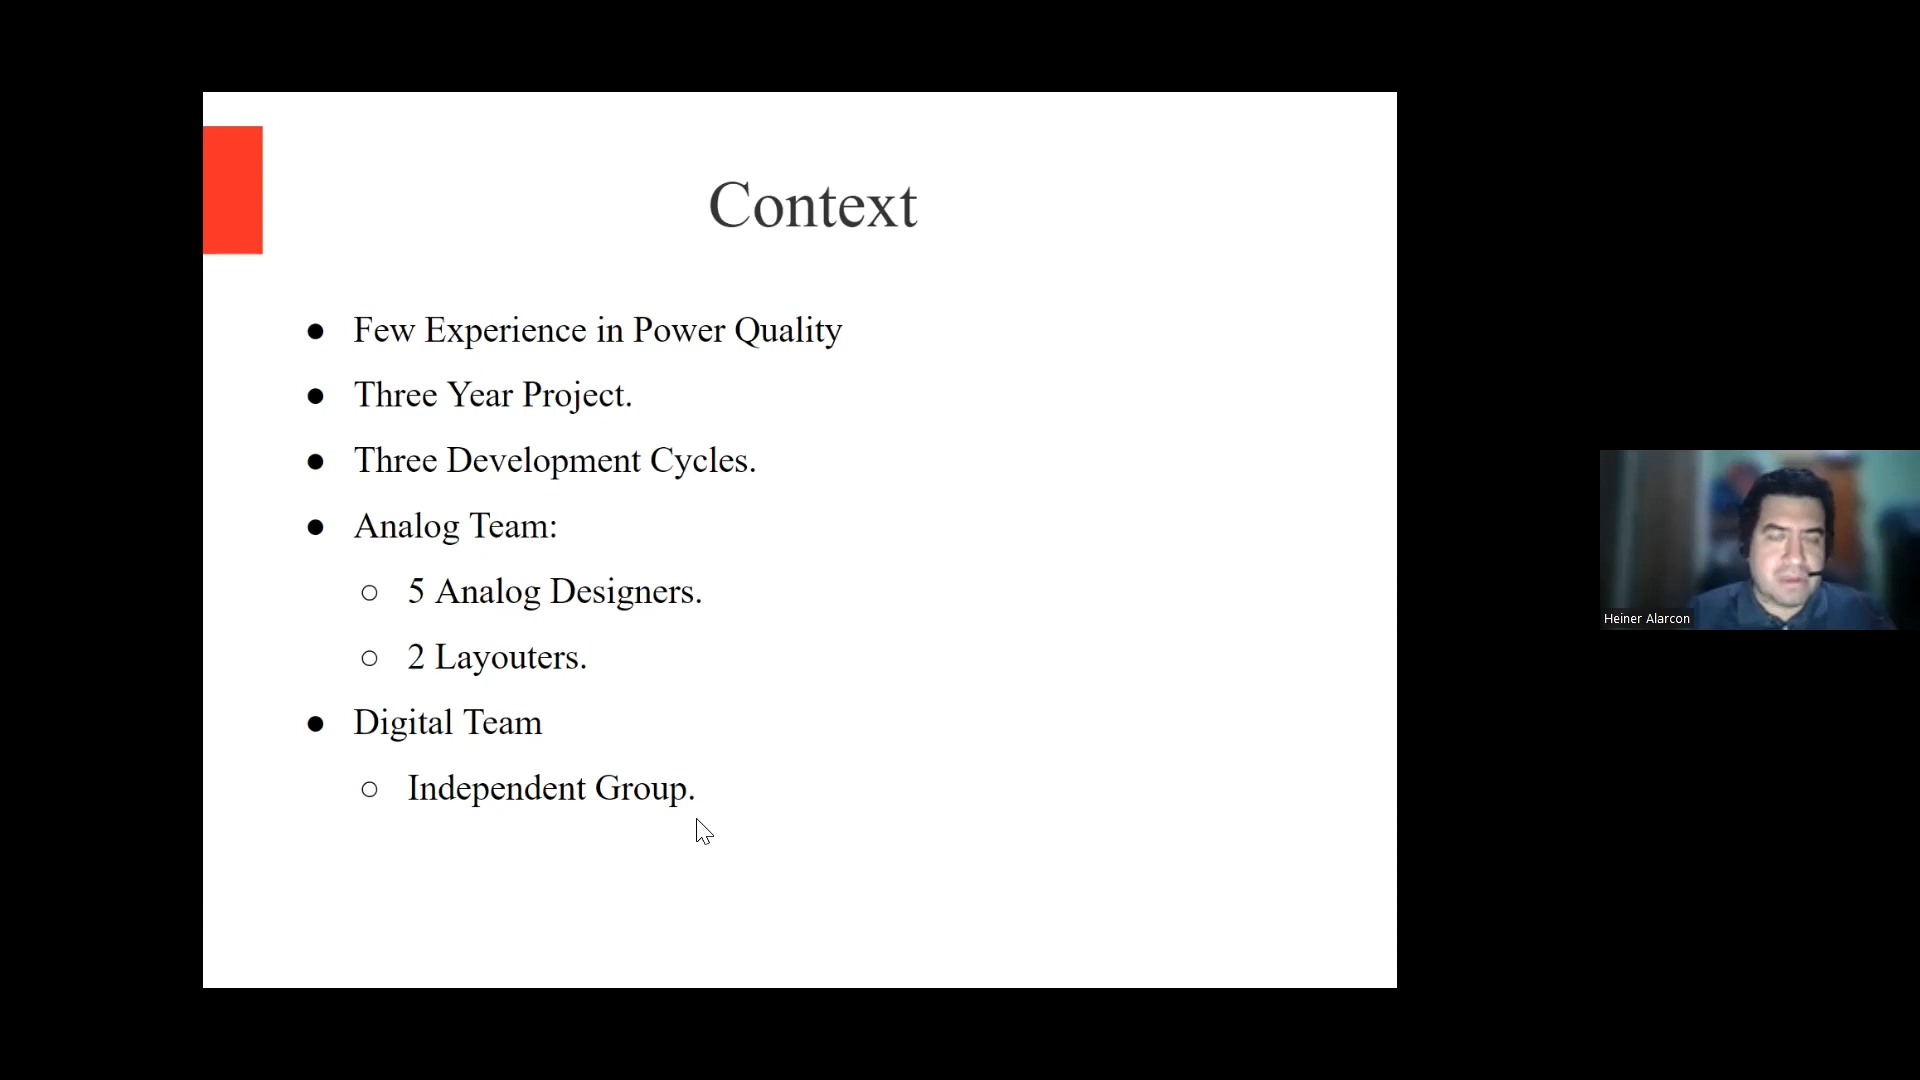 Context
● Few Experience in Power Quality
● Three Year Project.
● Three Development Cycles.
● Analog Team:
○ 5 Analog Designers.
○ 2 Layouters.
● Digital Team
○ Independent Group.
Heiner Alarcon